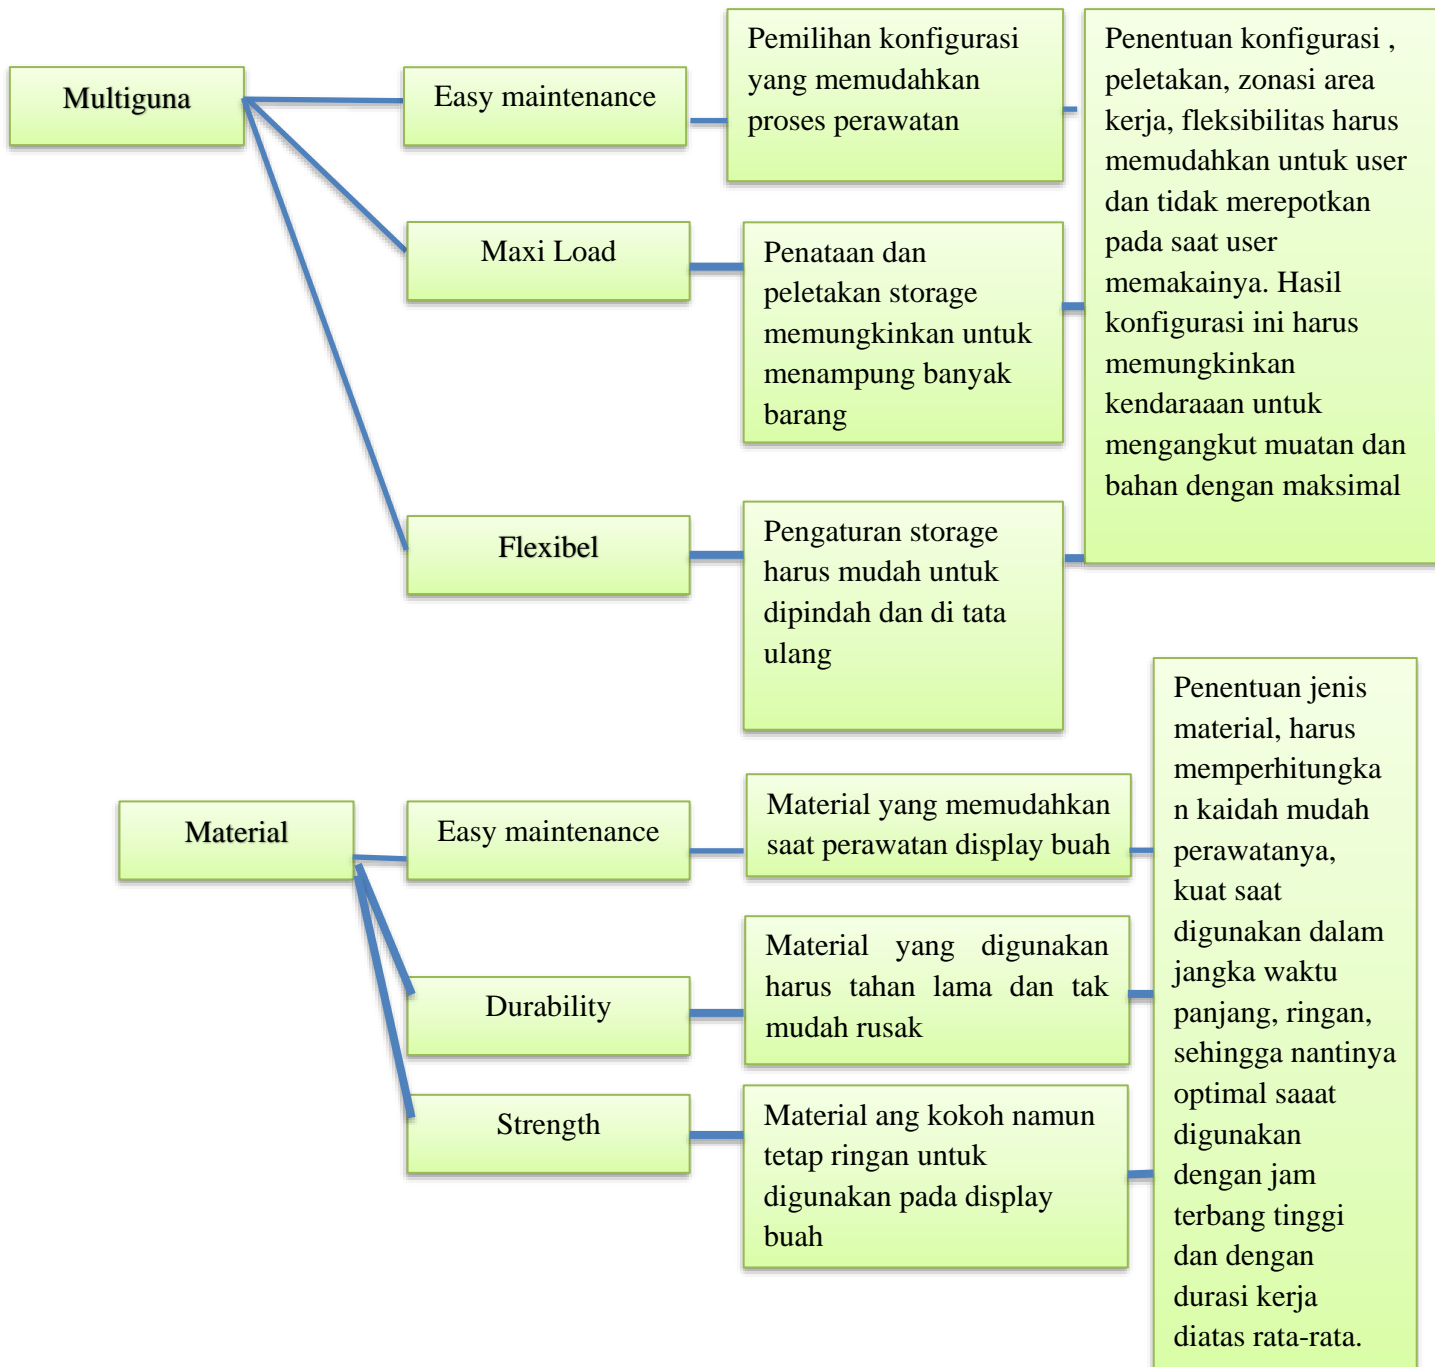 Multiguna
Easy maintenance
Pemilihan konfigurasi
yang memudahkan
proses perawatan
Maxi Load
Penataan dan
peletakan storage
memungkinkan untuk
menampung banyak
barang
Flexibel
Pengaturan storage
harus mudah untuk
dipindah dan di tata
ulang
Penentuan konfigurasi ,
peletakan, zonasi area
kerja, fleksibilitas harus
memudahkan untuk user
dan tidak merepotkan
pada saat user
memakainya. Hasil
konfigurasi ini harus
memungkinkan
kendaraaan untuk
mengangkut muatan dan
bahan dengan maksimal
Material
Easy maintenance
Material yang memudahkan
saat perawatan display buah
Durability
Material yang digunakan
harus tahan lama dan tak
mudah rusak
Strength
Material ang kokoh namun
tetap ringan untuk
digunakan pada display
buah
Penentuan jenis
material, harus
memperhitungka
n kaidah mudah
perawatanya,
kuat saat
digunakan dalam
jangka waktu
panjang, ringan,
sehingga nantinya
optimal saaat
digunakan
dengan jam
terbang tinggi
dan dengan
durasi kerja
diatas rata-rata.